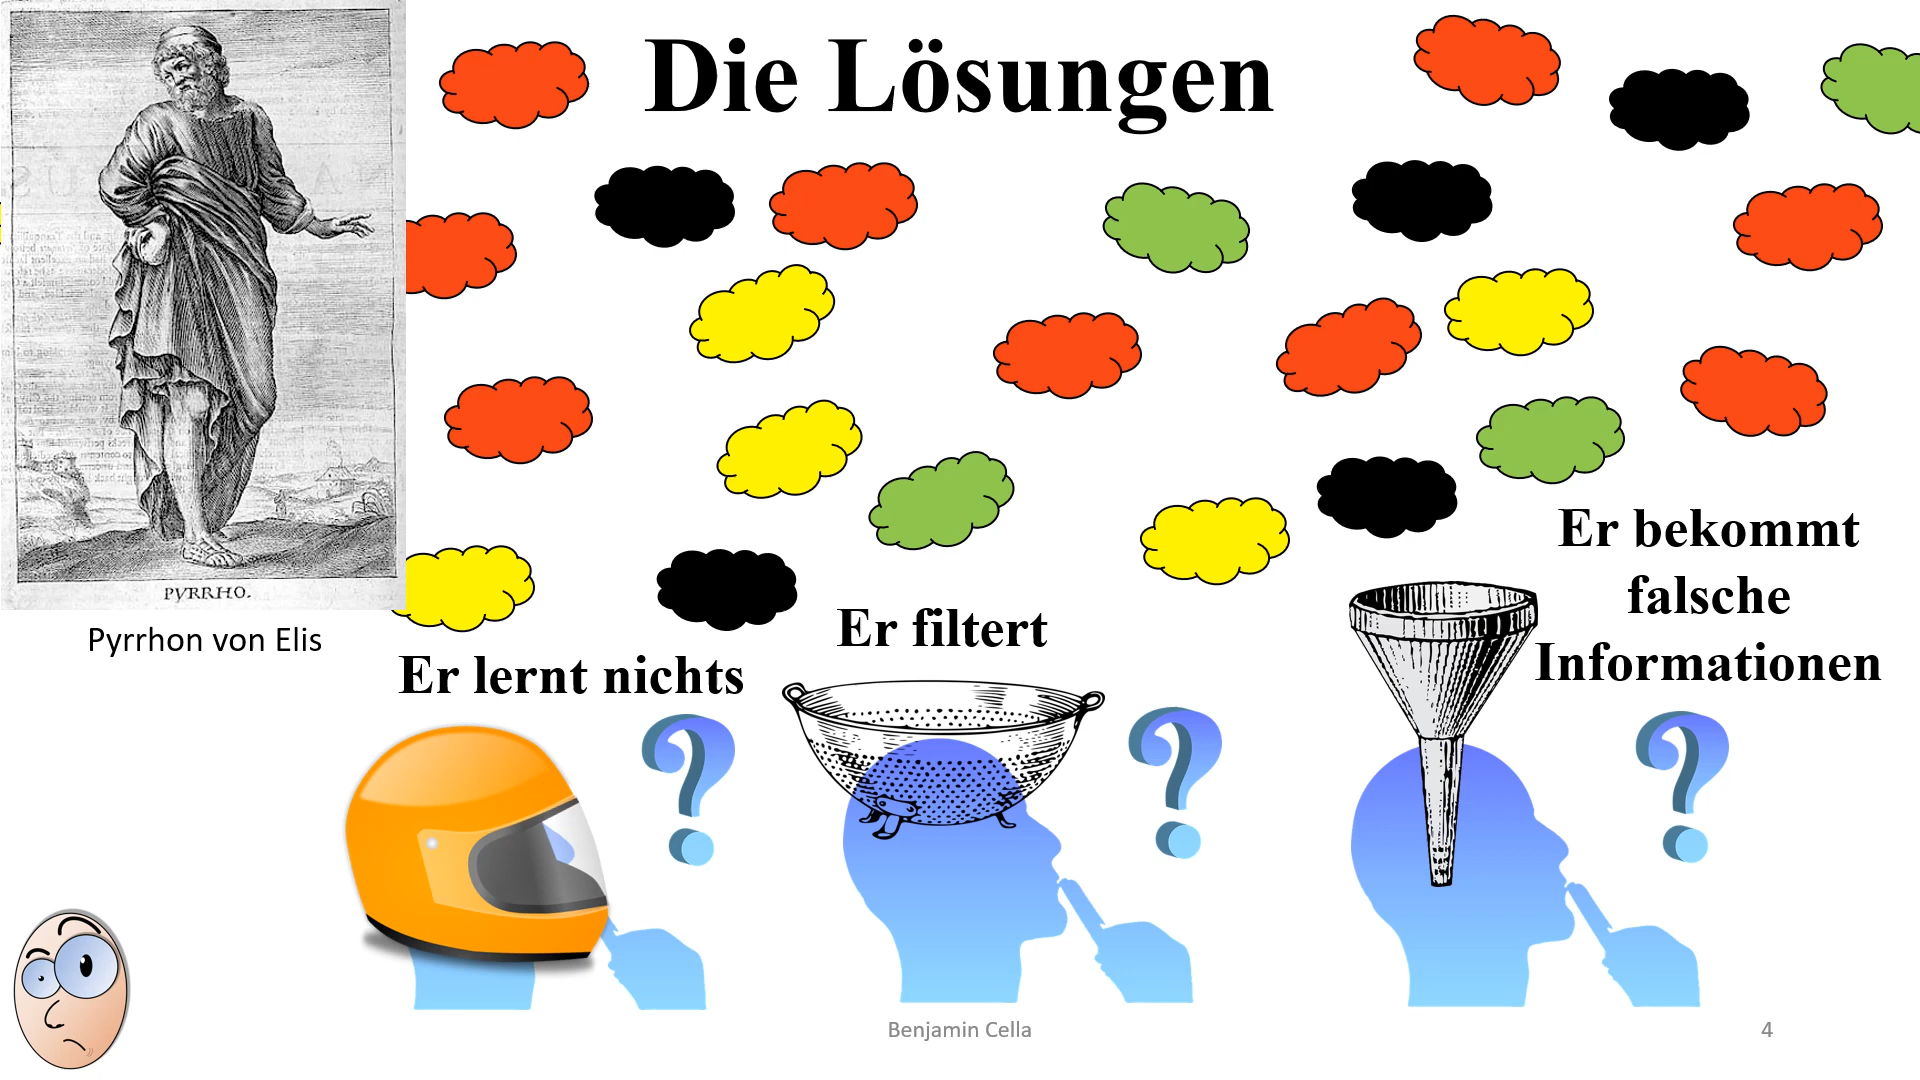 Die Lösungen
PYRRHO.
Pyrrhon von Elis
Er lernt nichts
Er filtert
Er bekommt
falsche
Informationen
Benjamin Cella
4